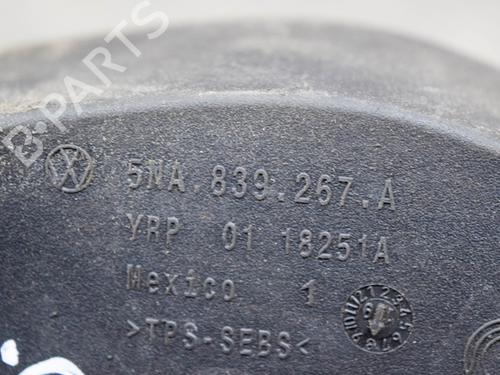 B-PARTS
5NA.839.267.A
YRP 01 18251A
Mexico 1
>TPS-SEBS<